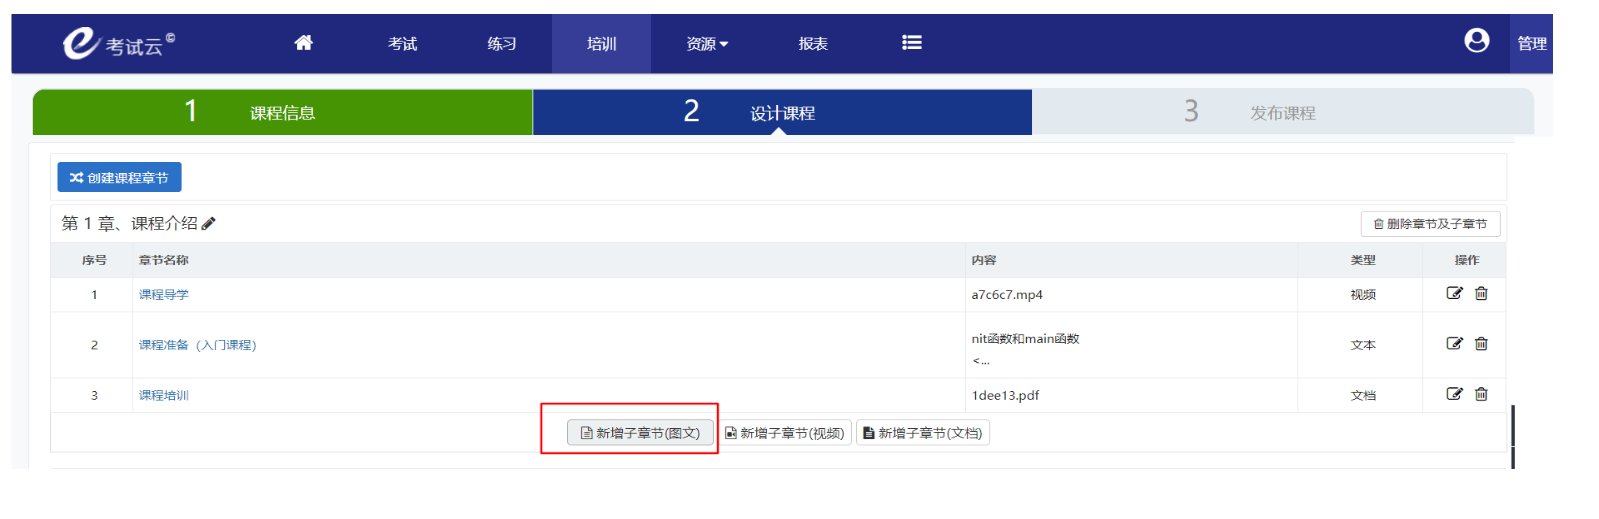 考试云© 考试 练习 培训 资源 报表 管理
1 课程信息 2 设计课程 3 发布课程
创建课程章节
第 1 章、课程介绍 删除章节及子章节
序号 章节名称 内容 类型 操作
1 课程导学 a7c6c7.mp4 视频
2 课程准备 (入门课程) nit函数和main函数 文本
<...
3 课程培训 1dee13.pdf 文档
新增子章节(图文) 新增子章节(视频) 新增子章节(文档)